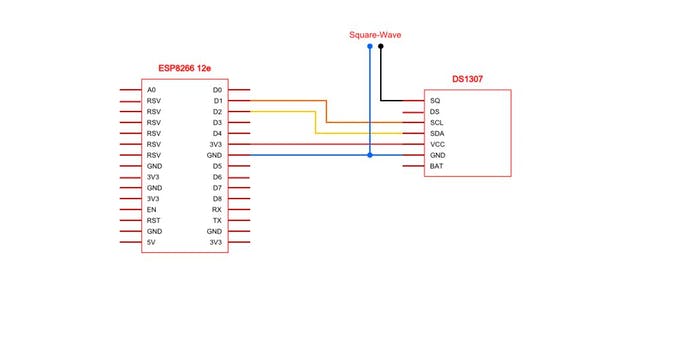 Square-Wave
ESP8266 12e
DS1307
A0 D0
RSV D1
RSV D2
RSV D3
RSV D4
RSV 3V3
RSV GND
GND D5
3V3 D6
GND D7
3V3 D8
EN RX
RST TX
GND GND
5V 3V3
SQ
DS
SCL
SDA
VCC
GND
BAT